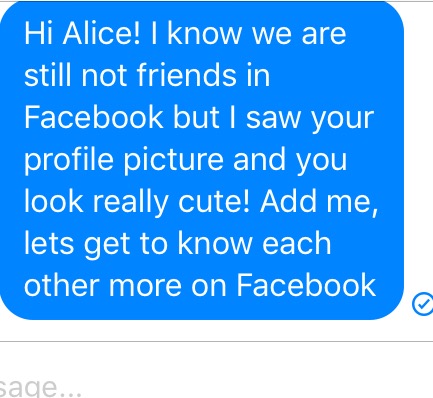 Hi Alice! I know we are
still not friends in
Facebook but I saw your
profile picture and you
look really cute! Add me,
lets get to know each
other more on Facebook
sage...